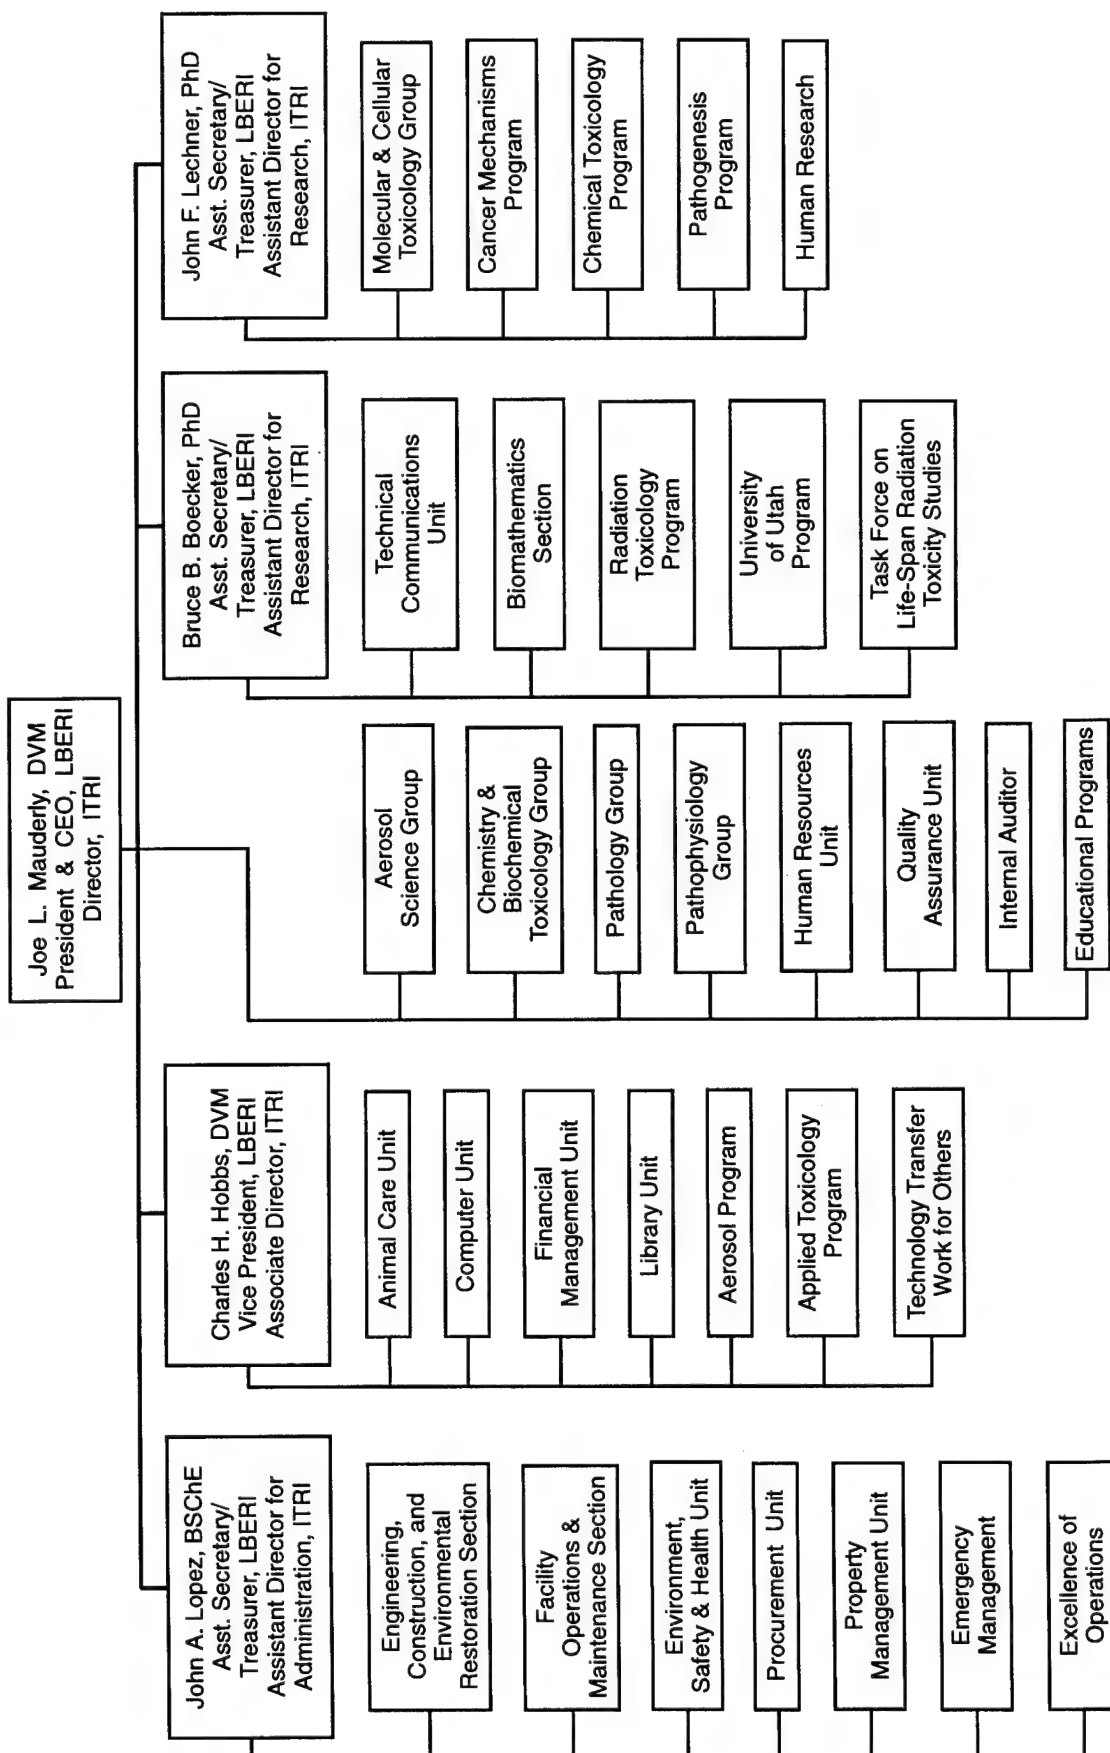 Joe L. Mauderly, DVM
President & CEO, LBERI
Director, ITRI
John A. Lopez, BSChE
Asst. Secretary/
Treasurer, LBERI
Assistant Director for
Administration, ITRI
Engineering,
Construction, and
Environmental
Restoration Section
Facility
Operations &
Maintenance Section
Environment,
Safety & Health Unit
Procurement Unit
Property
Management Unit
Emergency
Management
Excellence of
Operations
Charles H. Hobbs, DVM
Vice President, LBERI
Associate Director, ITRI
Animal Care Unit
Computer Unit
Financial
Management Unit
Library Unit
Aerosol Program
Applied Toxicology
Program
Technology Transfer
Work for Others
Aerosol
Science Group
Chemistry &
Biochemical
Toxicology Group
Pathology Group
Pathophysiology
Group
Human Resources
Unit
Quality
Assurance Unit
Internal Auditor
Educational Programs
Bruce B. Boecker, PhD
Asst. Secretary/
Treasurer, LBERI
Assistant Director for
Research, ITRI
Technical
Communications
Unit
Biomathematics
Section
Radiation
Toxicology
Program
University
of Utah
Program
Task Force on
Life-Span Radiation
Toxicity Studies
John F. Lechner, PhD
Asst. Secretary/
Treasurer, LBERI
Assistant Director for
Research, ITRI
Molecular & Cellular
Toxicology Group
Cancer Mechanisms
Program
Chemical Toxicology
Program
Pathogenesis
Program
Human Research